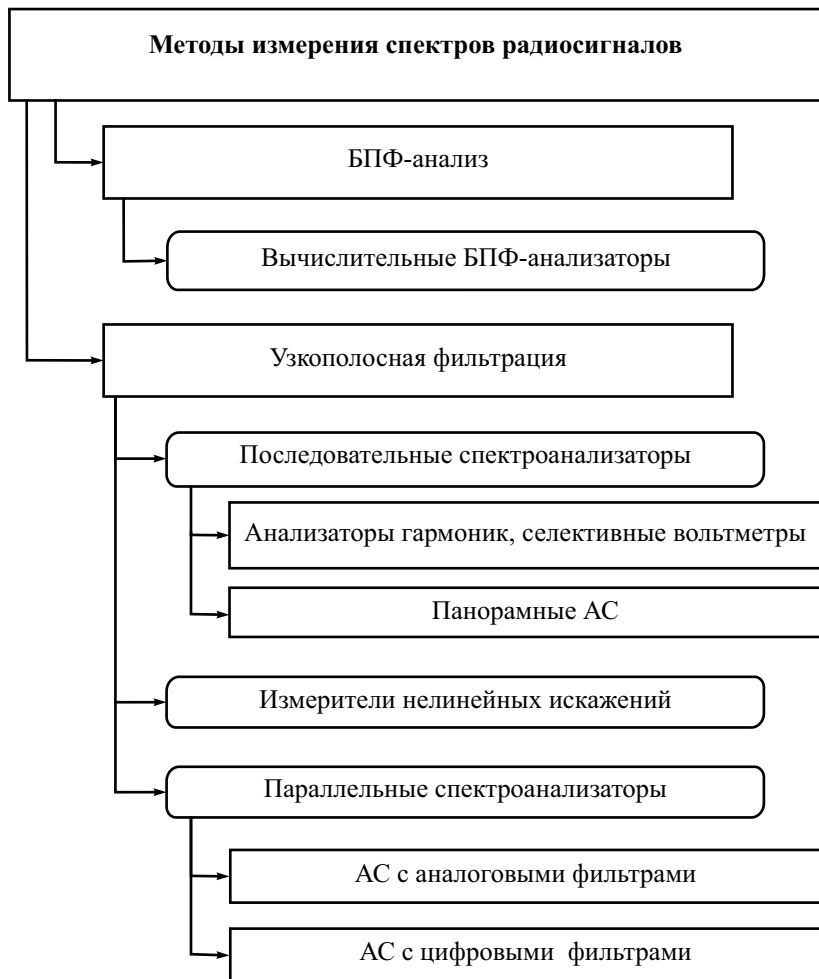 Методы измерения спектров радиосигналов
БПФ-анализ
Вычислительные БПФ-анализаторы
Узкополосная фильтрация
Последовательные спектроанализаторы
Анализаторы гармоник, селективные вольтметры
Панорамные АС
Измерители нелинейных искажений
Параллельные спектроанализаторы
АС с аналоговыми фильтрами
АС с цифровыми фильтрами